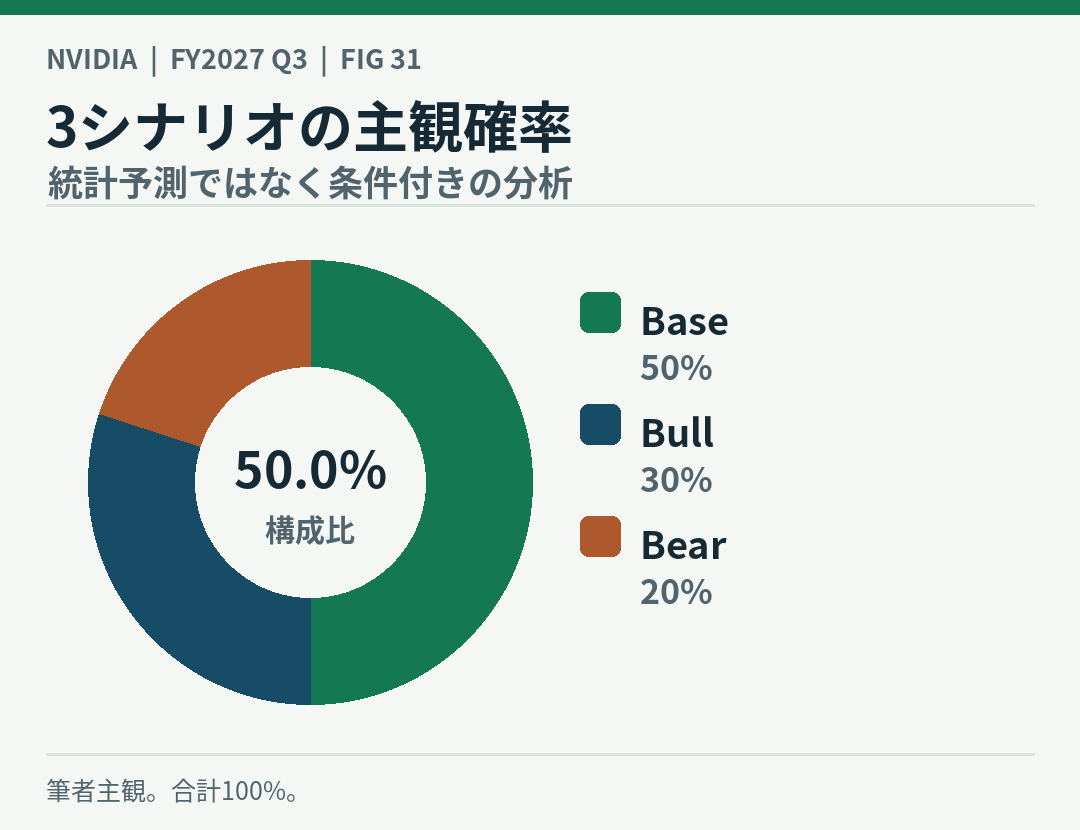 NVIDIA | FY2027 Q3 | FIG 31
3シナリオの主観確率
統計予測ではなく条件付きの分析
Base
50%
Bull
30%
Bear
20%
50.0%
構成比
筆者主観。合計100%。